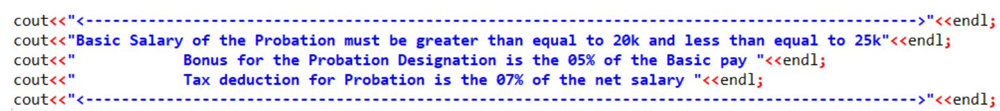 cout<<"<--------------------------------------------------------------------------------------------->"<<endl;
cout<<"Basic Salary of the Probation must be greater than equal to 20k and less than equal to 25k"<<endl;
cout<<"            Bonus for the Probation Designation is the 05% of the Basic pay "<<endl;
cout<<"            Tax deduction for Probation is the 07% of the net salary "<<endl;
cout<<"<--------------------------------------------------------------------------------------------->"<<endl;